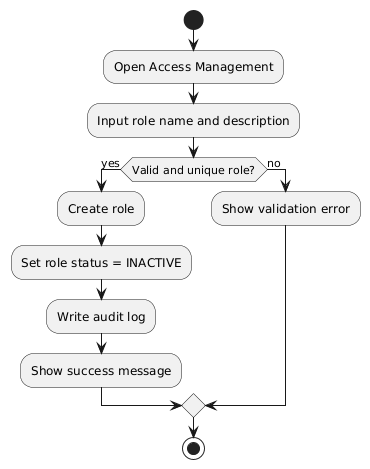 Open Access Management
Input role name and description
yes
Valid and unique role?
no
Create role
Show validation error
Set role status = INACTIVE
Write audit log
Show success message